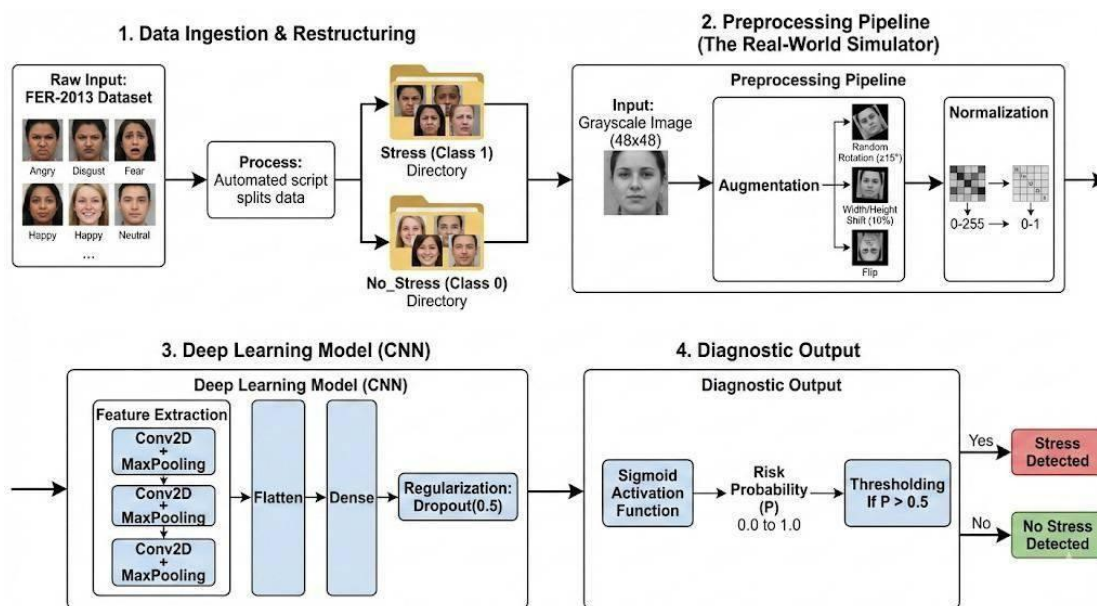 1. Data Ingestion & Restructuring
Raw Input:
FER-2013 Dataset
Angry
Disgust
Fear
Happy
Happy
Neutral
...
Process:
Automated script
splits data
Stress (Class 1)
Directory
No_Stress (Class 0)
Directory
2. Preprocessing Pipeline
(The Real-World Simulator)
Preprocessing Pipeline
Input:
Grayscale Image
(48x48)
Augmentation
Random
Rotation (±15°)
Width/Height
Shift (10%)
Flip
Normalization
0-255
0-1
3. Deep Learning Model (CNN)
Deep Learning Model (CNN)
Feature Extraction
Conv2D
+
MaxPooling
Conv2D
+
MaxPooling
Conv2D
+
MaxPooling
Flatten
Dense
Regularization:
Dropout(0.5)
4. Diagnostic Output
Diagnostic Output
Sigmoid
Activation
Function
Risk
Probability
(P)
0.0 to 1.0
Thresholding
If P > 0.5
Yes
Stress
Detected
No
No Stress
Detected